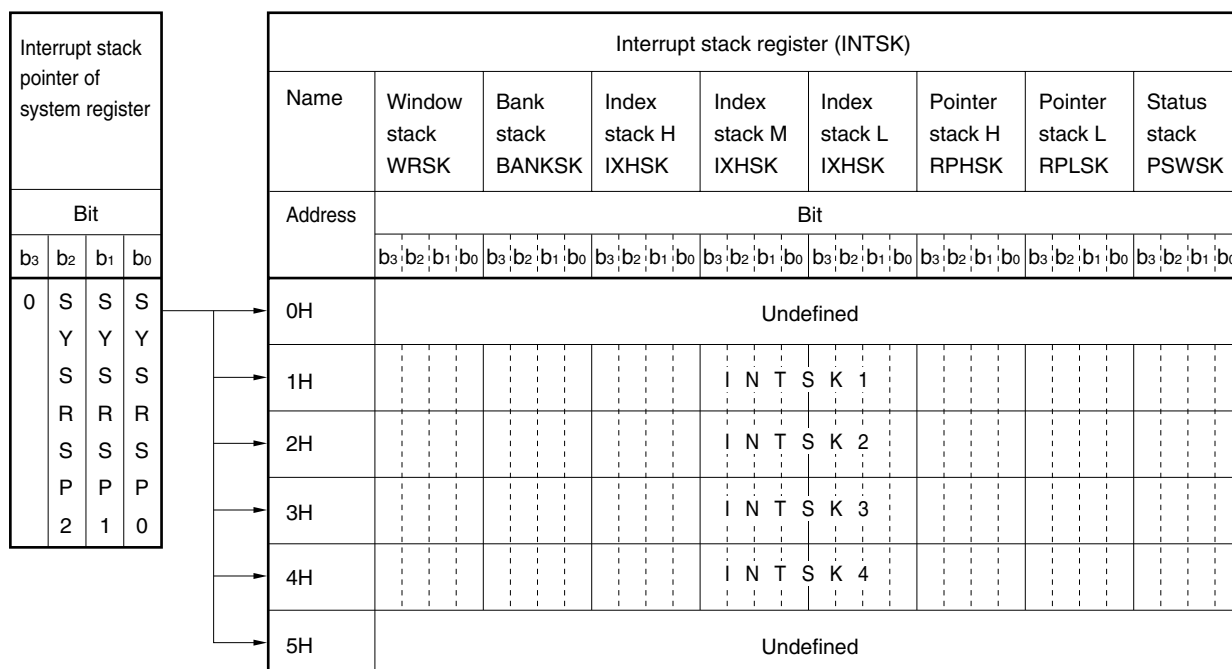 Interrupt stack
pointer of
system register
Bit
b3 b2 b1 b0
0 S S S
Y Y Y
S S S
R R R
S S S
P P P
2 1 0
Interrupt stack register (INTSK)
Name Window Bank Index Index Index Pointer Pointer Status
stack stack stack H stack M stack L stack H stack L stack
WRSK BANKSK IXHSK IXHSK IXHSK RPHSK RPLSK PSWSK
Address Bit
b3 b2 b1 b0 b3 b2 b1 b0 b3 b2 b1 b0 b3 b2 b1 b0 b3 b2 b1 b0 b3 b2 b1 b0 b3 b2 b1 b0 b3 b2 b1 b0
0H Undefined
1H I N T S K 1
2H I N T S K 2
3H I N T S K 3
4H I N T S K 4
5H Undefined